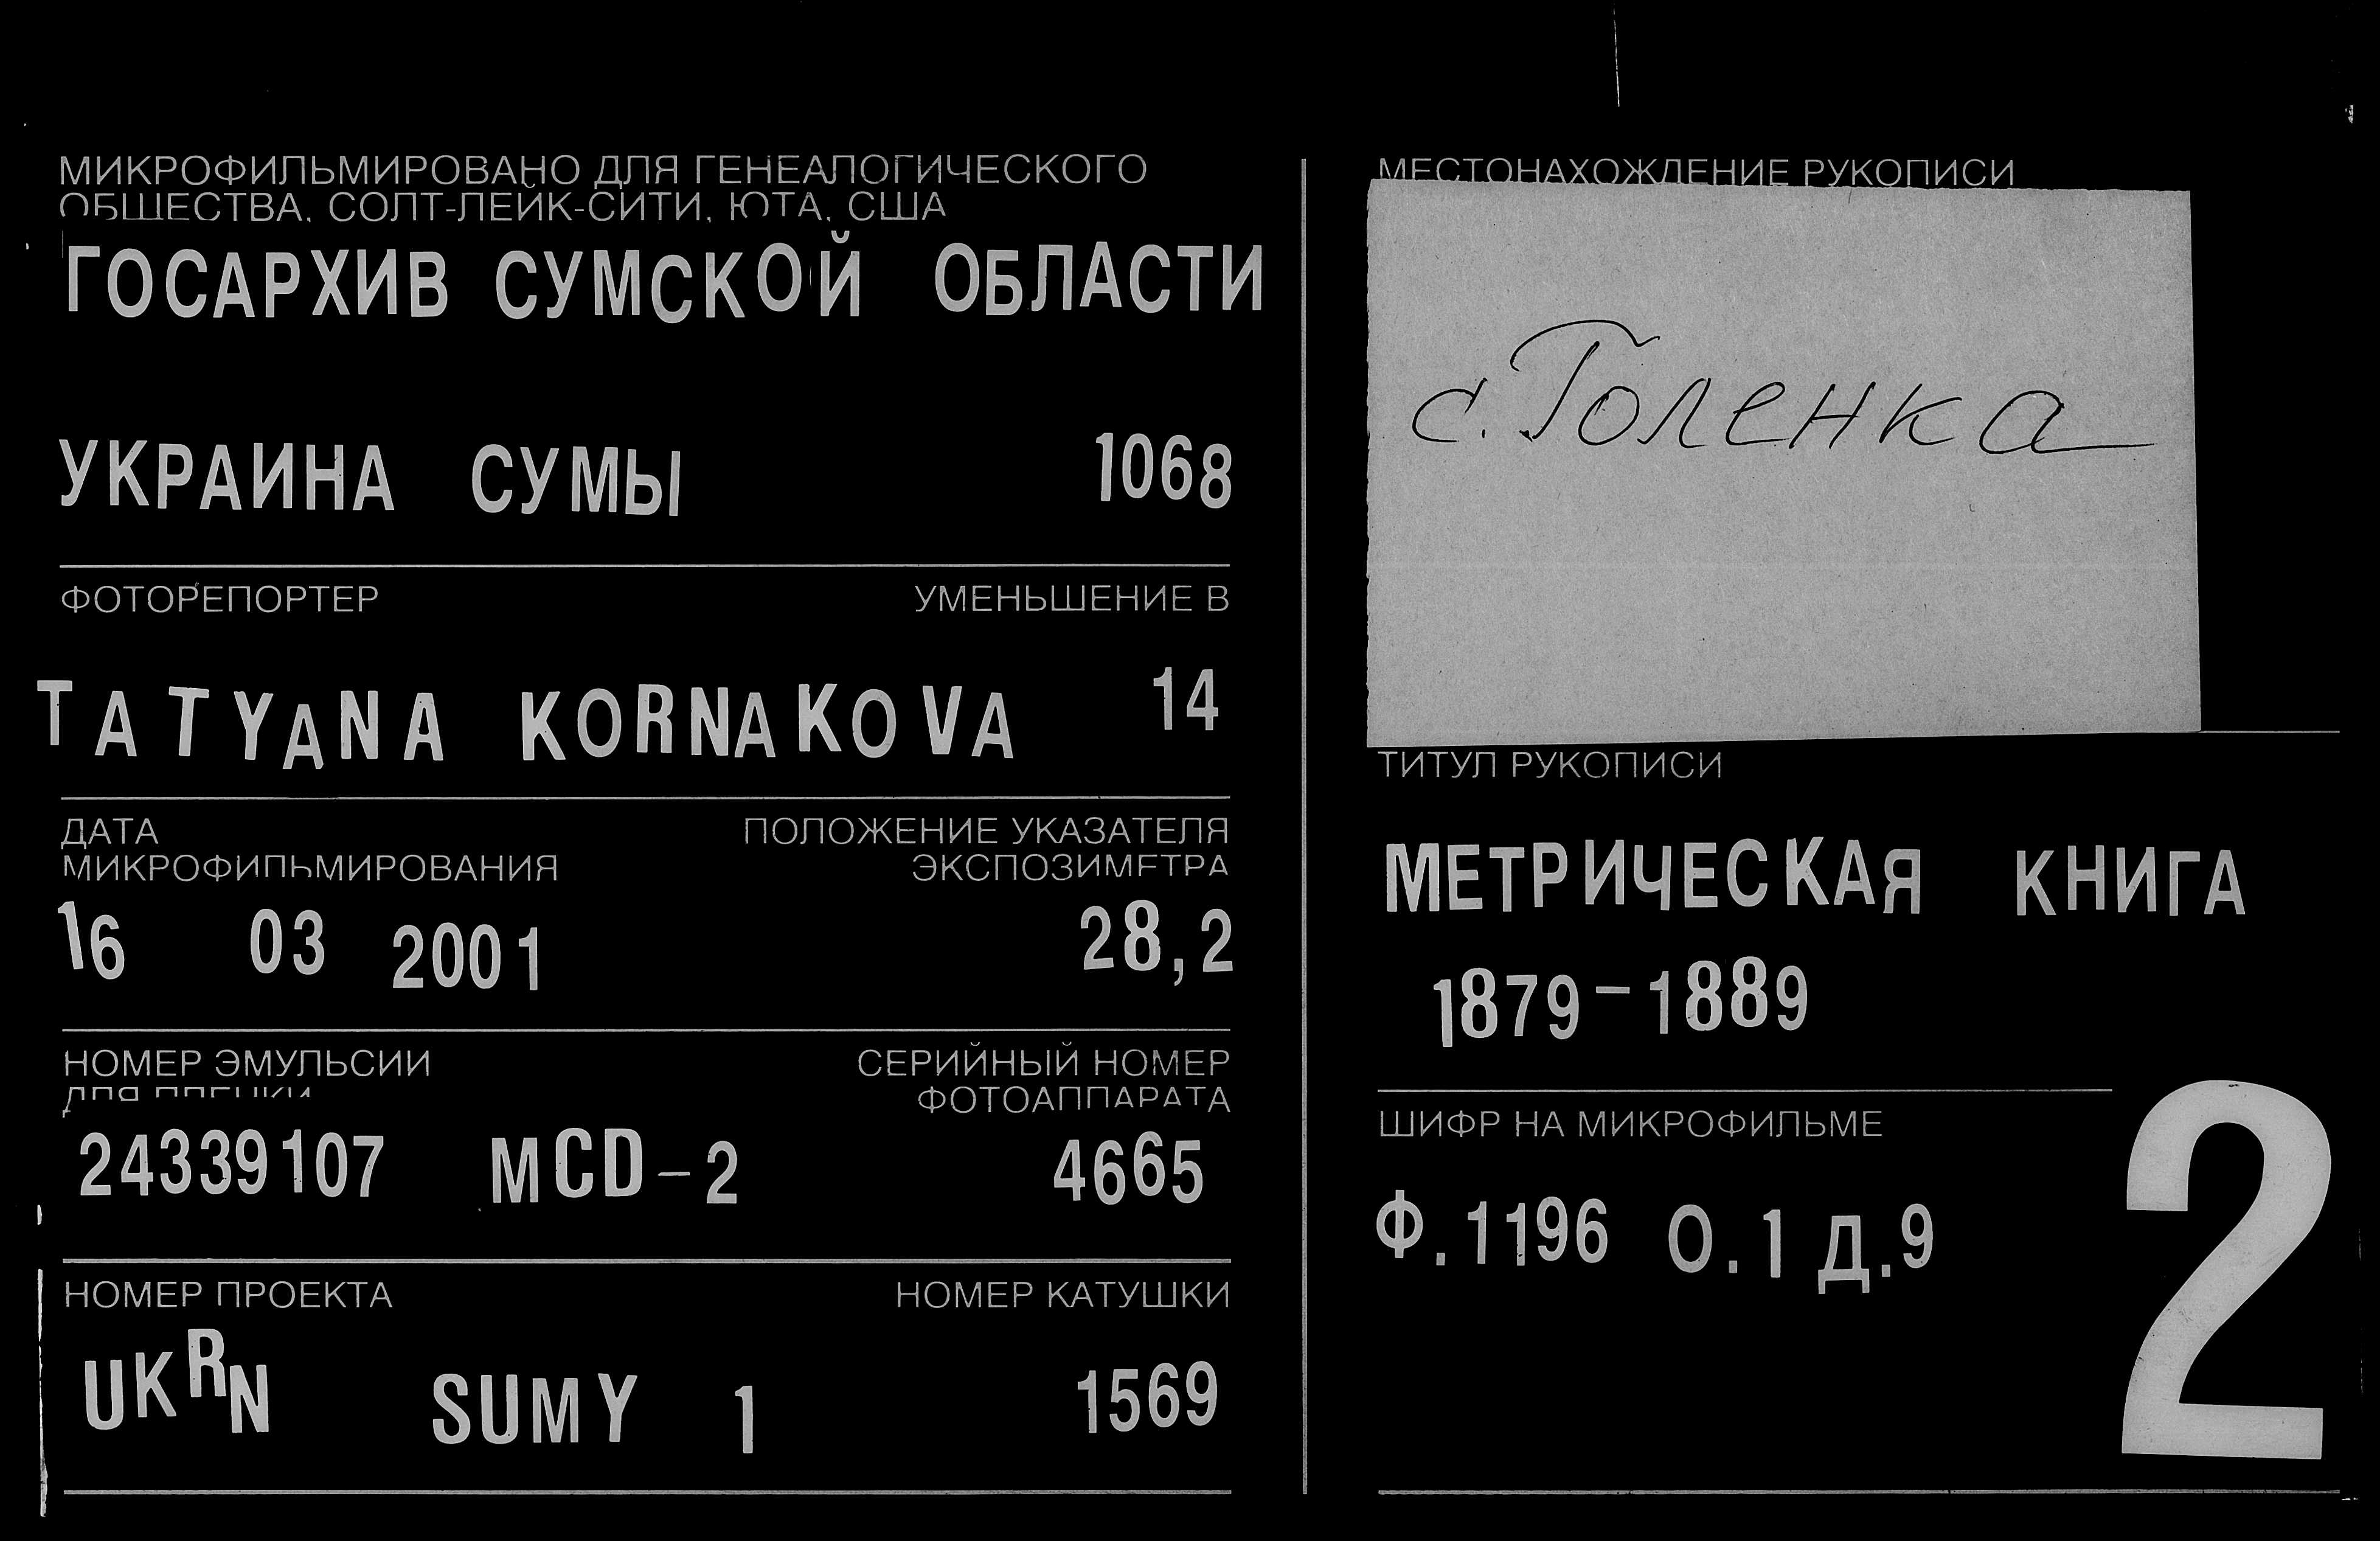 МИКРОФИЛЬМИРОВАНО ДЛЯ ГЕНЕАЛОГИЧЕСКОГО
ОБЩЕСТВА, СОЛТ-ЛЕЙК-СИТИ, ЮТА, США
ГОСАРХИВ СУМСКОЙ ОБЛАСТИ
УКРАИНА СУМЫ 1068
ФОТОРЕПОРТЕР УМЕНЬШЕНИЕ В
TATYANA KORNAKOVA 14
ДАТА ПОЛОЖЕНИЕ УКАЗАТЕЛЯ
МИКРОФИЛЬМИРОВАНИЯ ЭКСПОЗИМЕТРА
16 03 2001 28,2
НОМЕР ЭМУЛЬСИИ СЕРИЙНЫЙ НОМЕР
ДЛЯ ПЛЕНКИ ФОТОАППАРАТА
24339107 MCD-2 4665
НОМЕР ПРОЕКТА НОМЕР КАТУШКИ
UKRN SUMY 1 1569
МЕСТОНАХОЖДЕНИЕ РУКОПИСИ
с. Голенка
ТИТУЛ РУКОПИСИ
МЕТРИЧЕСКАЯ КНИГА
1879-1889
ШИФР НА МИКРОФИЛЬМЕ
Ф.1196 О.1 Д.9
2